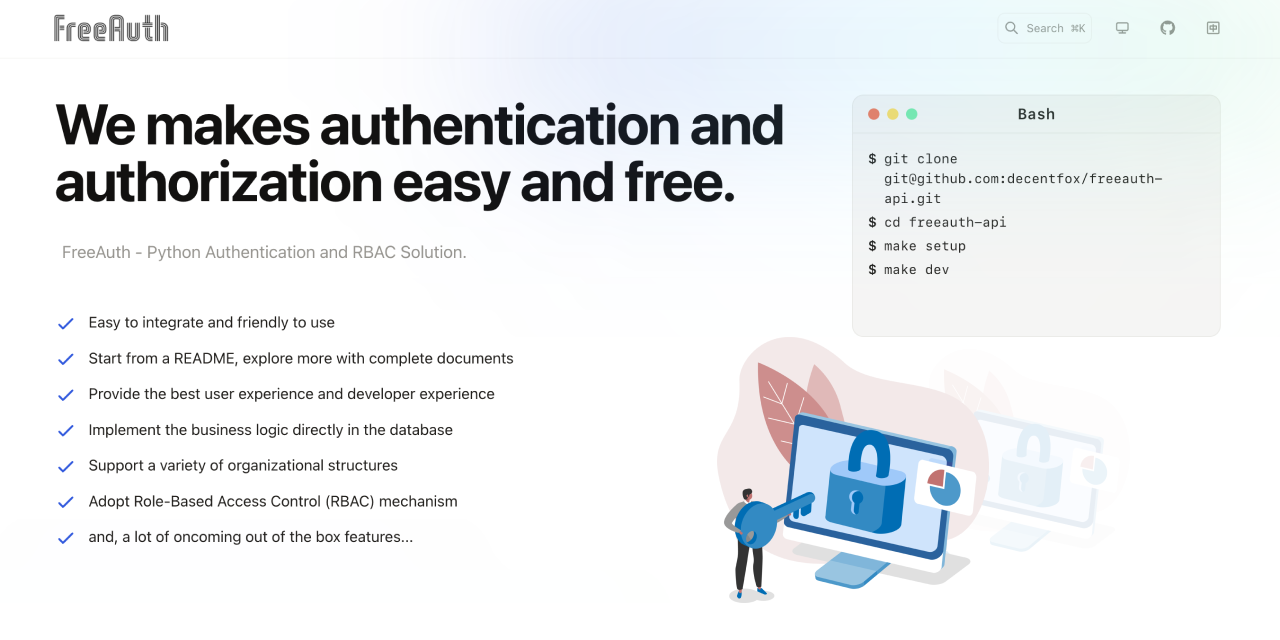 FreeAuth
Search ⌘K
中
We makes authentication and
authorization easy and free.
FreeAuth - Python Authentication and RBAC Solution.
Easy to integrate and friendly to use
Start from a README, explore more with complete documents
Provide the best user experience and developer experience
Implement the business logic directly in the database
Support a variety of organizational structures
Adopt Role-Based Access Control (RBAC) mechanism
and, a lot of oncoming out of the box features...
Bash
$ git clone
git@github.com:decentfox/freeauth-
api.git
$ cd freeauth-api
$ make setup
$ make dev